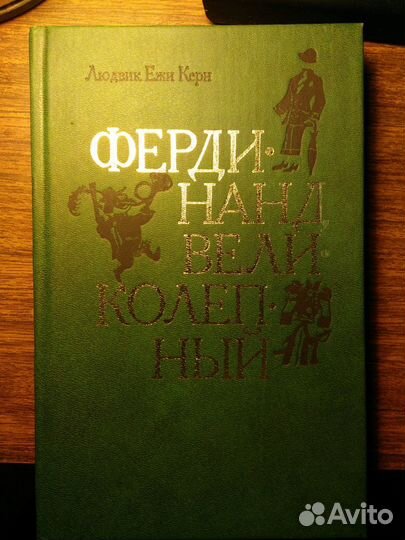 Людвик Ежи Керн
ФЕРДИ-
НАНД
ВЕЛИ-
КОЛЕП-
НЫЙ
Avito